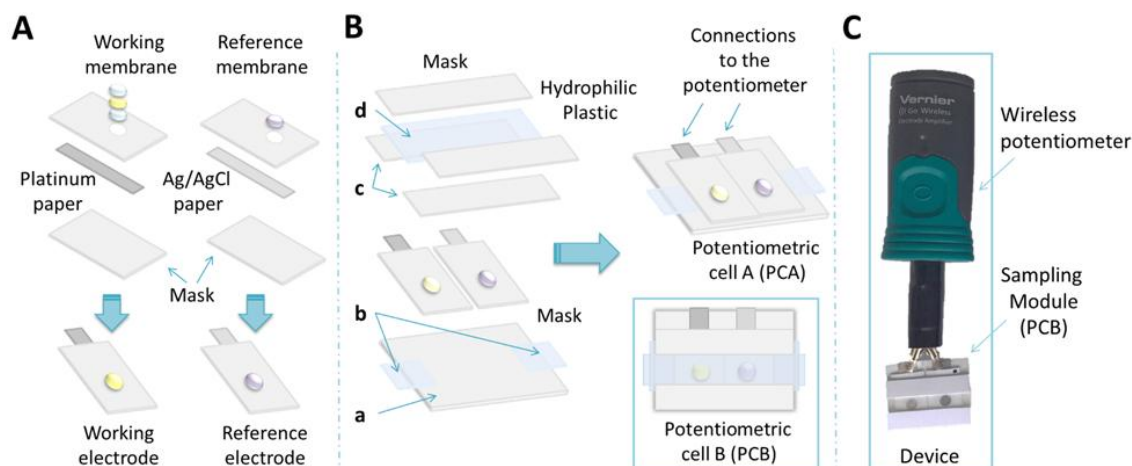 A
Working
membrane
Reference
membrane
Platinum
paper
Ag/AgCl
paper
Mask
Working
electrode
Reference
electrode
B
Mask
d
Hydrophilic
Plastic
c
b
Mask
a
Connections
to the
potentiometer
Potentiometric
cell A (PCA)
Potentiometric
cell B (PCB)
C
Vernier
Go Wireless
Electrode Amplifier
Wireless
potentiometer
Sampling
Module
(PCB)
Device